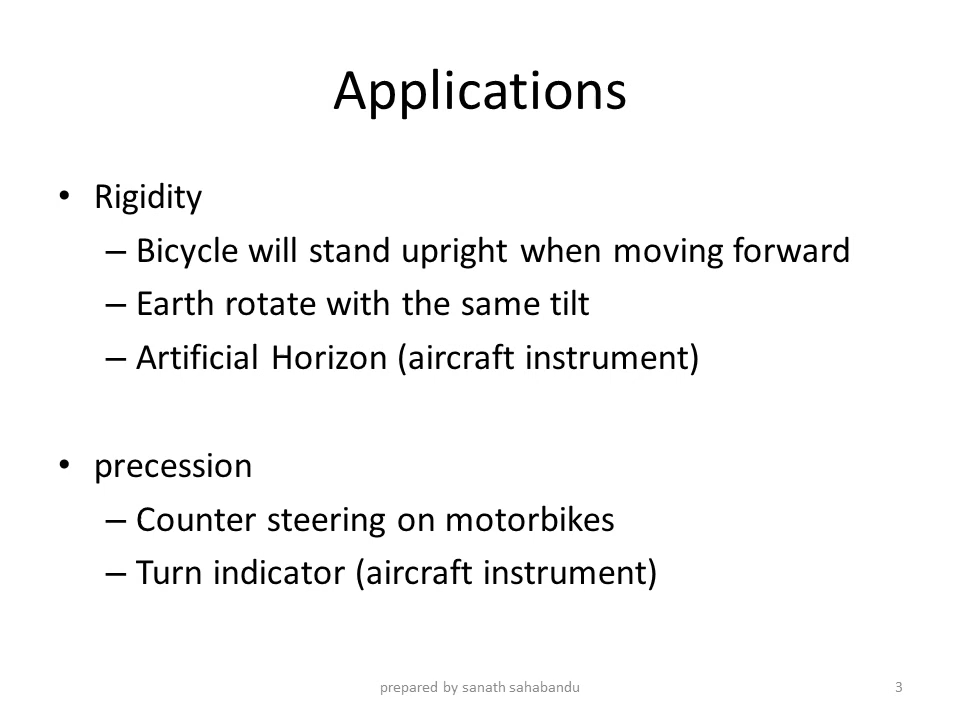 Applications
• Rigidity
– Bicycle will stand upright when moving forward
– Earth rotate with the same tilt
– Artificial Horizon (aircraft instrument)
• precession
– Counter steering on motorbikes
– Turn indicator (aircraft instrument)
prepared by sanath sahabandu 3